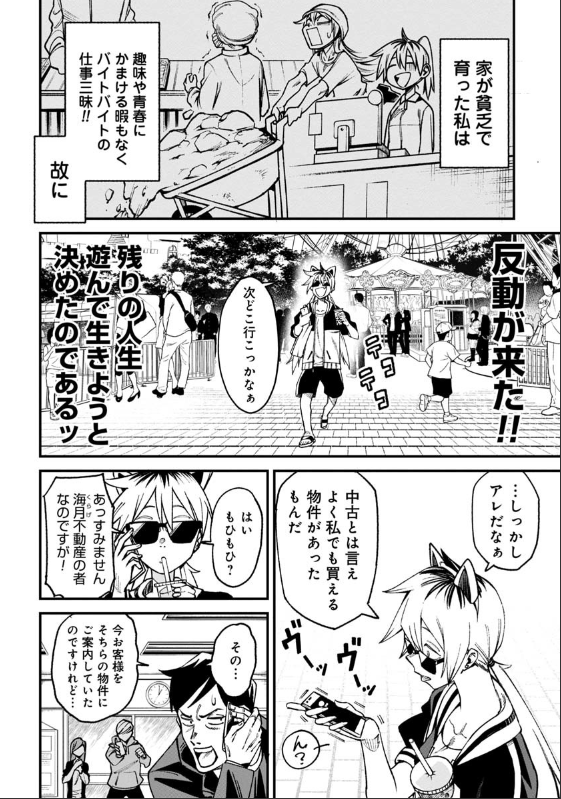 家が貧乏で
育った私は
趣味や青春に
かまける暇もなく
バイトバイトの
仕事三昧!!
故に
反動が来た!!
デヨ
デヨ
次どこ行こっかなぁ
残りの人生
遊んで生きようと
決めたのであるッ
…しっかし
アレだなぁ
中古とは言え
よく私でも買える
物件があった
もんだ
ヴーッ
ヴーッ
ん?
はい
もひもひ?
あっすみません
海月不動産の者
くらげ
なのですが!
その…
今お客様を
そちらの物件に
ご案内していた
のですけれど…